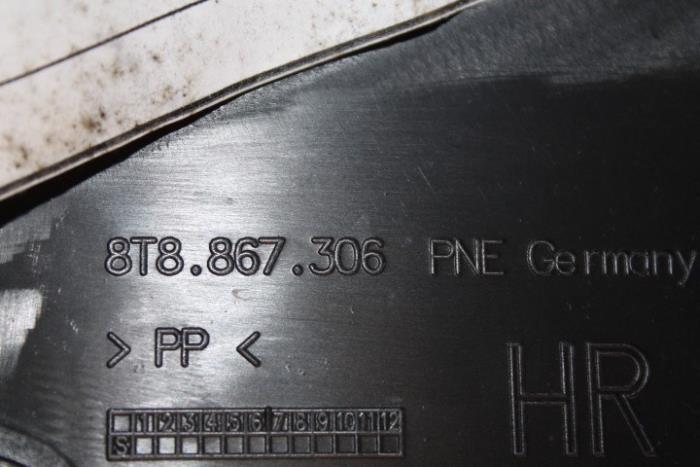 8T8.867.306 PNE Germany
> PP <
HR
1 2 3 4 5 6 7 8 9 10 11 12
S